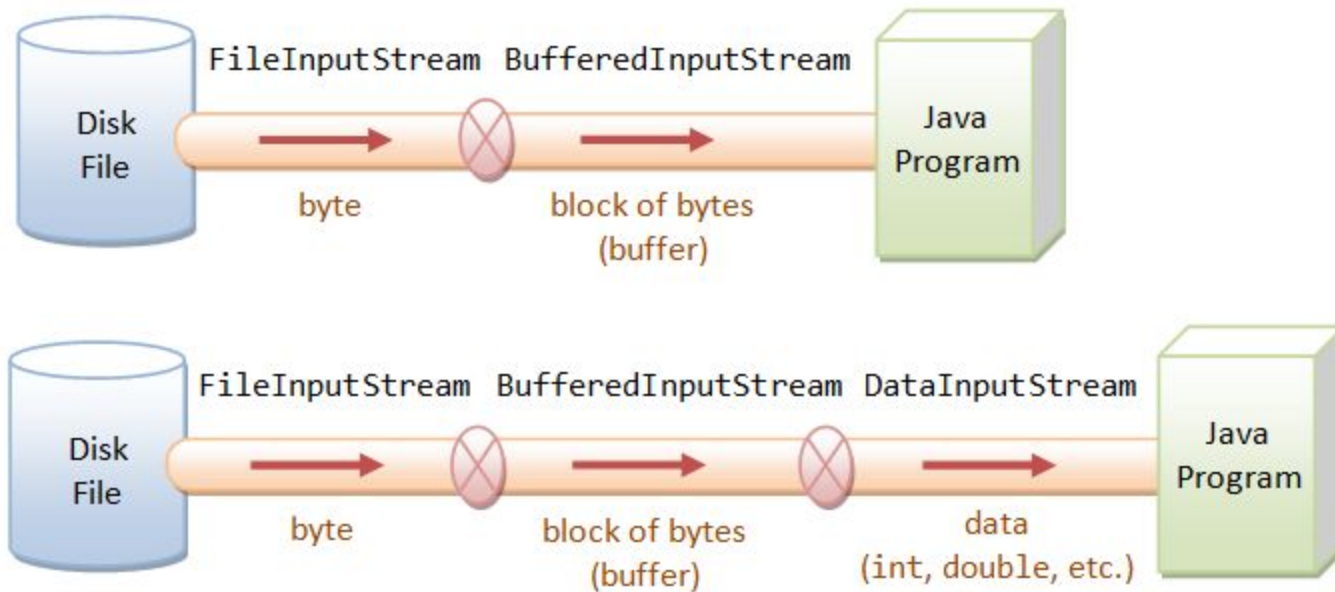 FileInputStream BufferedInputStream
Disk
File
Java
Program
byte
block of bytes
(buffer)
FileInputStream BufferedInputStream DataInputStream
Disk
File
Java
Program
byte
block of bytes
(buffer)
data
(int, double, etc.)